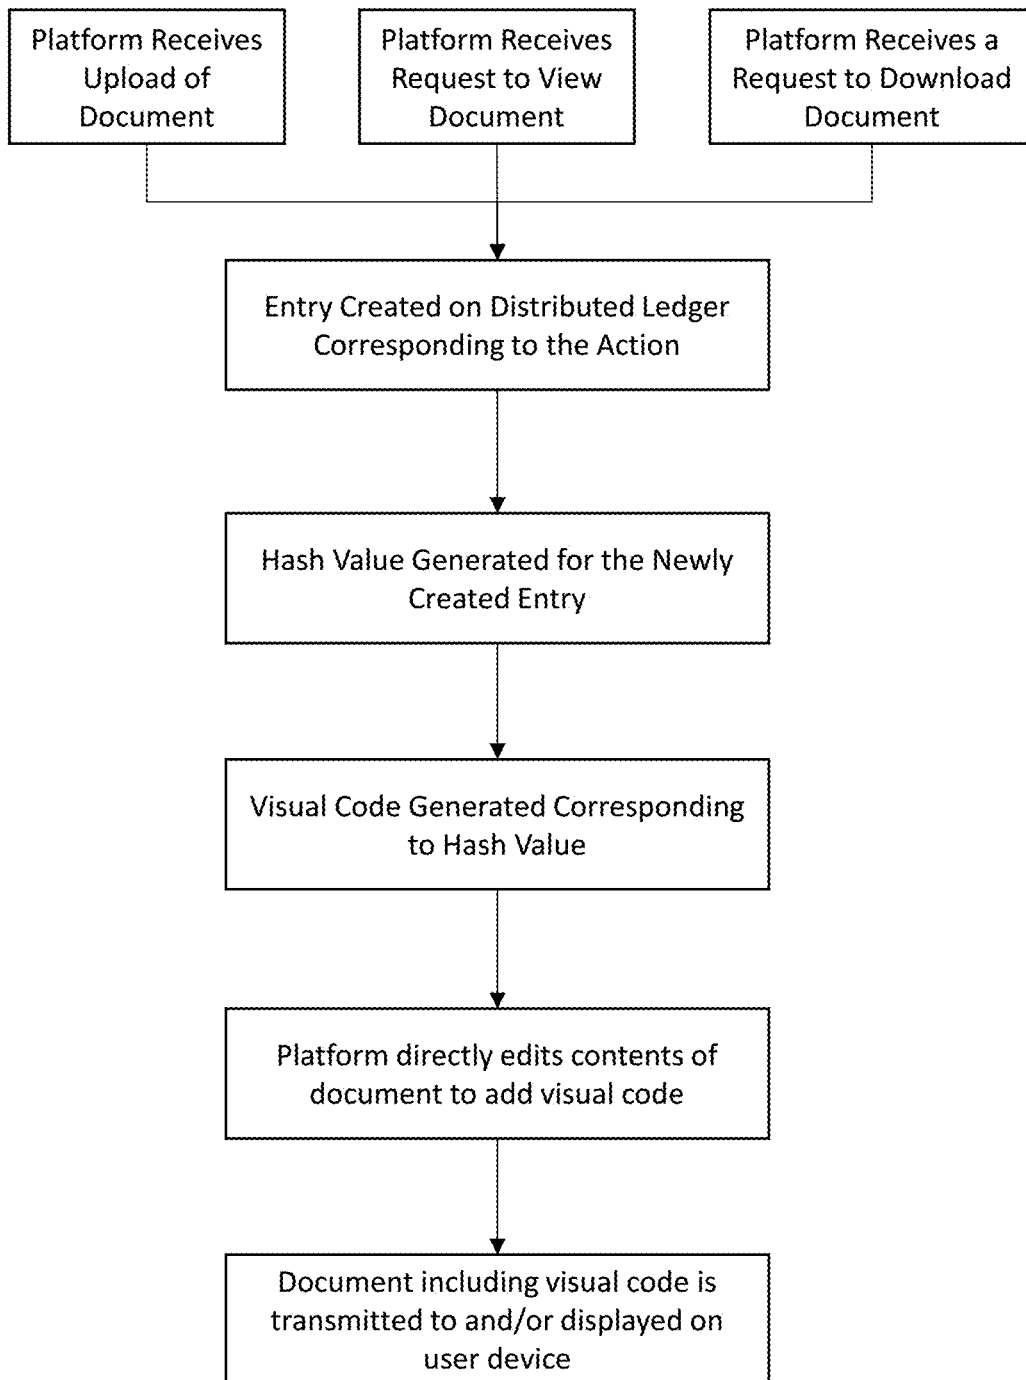 Platform Receives
Upload of
Document
Platform Receives
Request to View
Document
Platform Receives a
Request to Download
Document
Entry Created on Distributed Ledger
Corresponding to the Action
Hash Value Generated for the Newly
Created Entry
Visual Code Generated Corresponding
to Hash Value
Platform directly edits contents of
document to add visual code
Document including visual code is
transmitted to and/or displayed on
user device